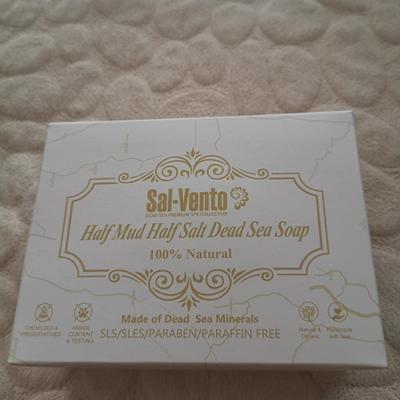 Sal-Vento
DEAD SEA PREMIUM SPA COLLECTION
Half Mud Half Salt Dead Sea Soap
100% Natural
Made of Dead Sea Minerals
SLS/SLES/PARABEN/PARAFFIN FREE
CHEMICALS &
PRESERVATIVES
ANIMAL
CONTENT
& TESTING
Natural &
Organic
Handmade
with love